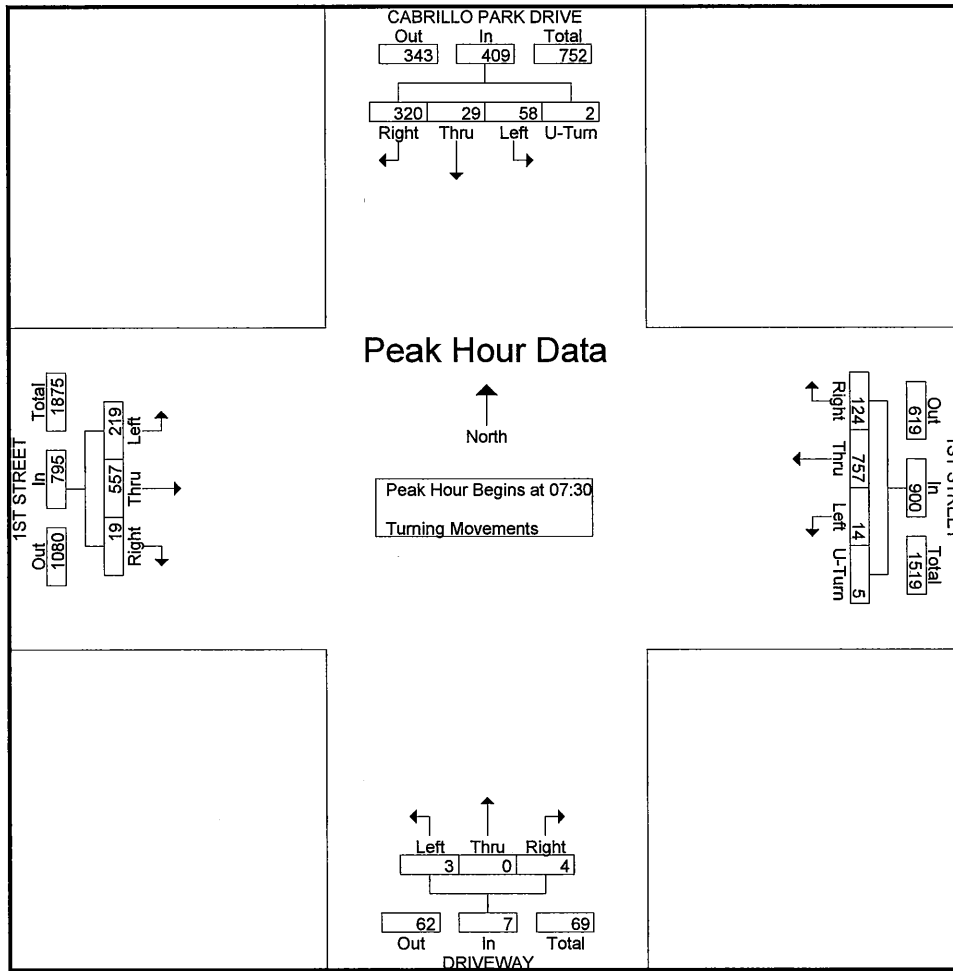 CABRILLO PARK DRIVE
Out In Total
343 409 752
320 29 58 2
Right Thru Left U-Turn
Peak Hour Data
North
Peak Hour Begins at 07:30
Turning Movements
1ST STREET
Out In Total
1080 795 1875
19 557 219
Right Thru Left
1ST STREET
Out In Total
619 900 1519
124 757 14 5
Right Thru Left U-Turn
Left Thru Right
3 0 4
62 7 69
Out In Total
DRIVEWAY